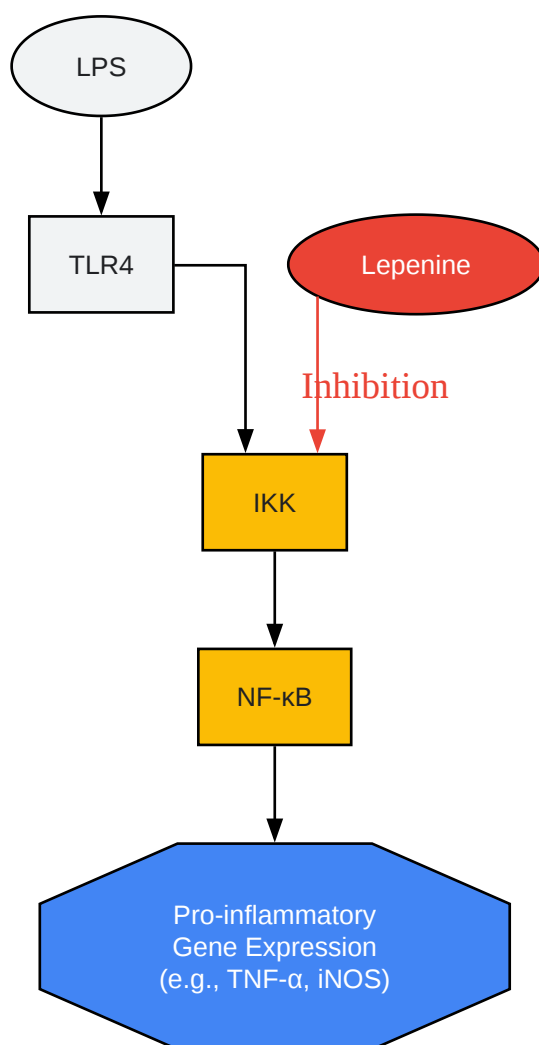 LPS
TLR4
Lepenine
Inhibition
IKK
NF-κB
Pro-inflammatory
Gene Expression
(e.g., TNF-α, iNOS)